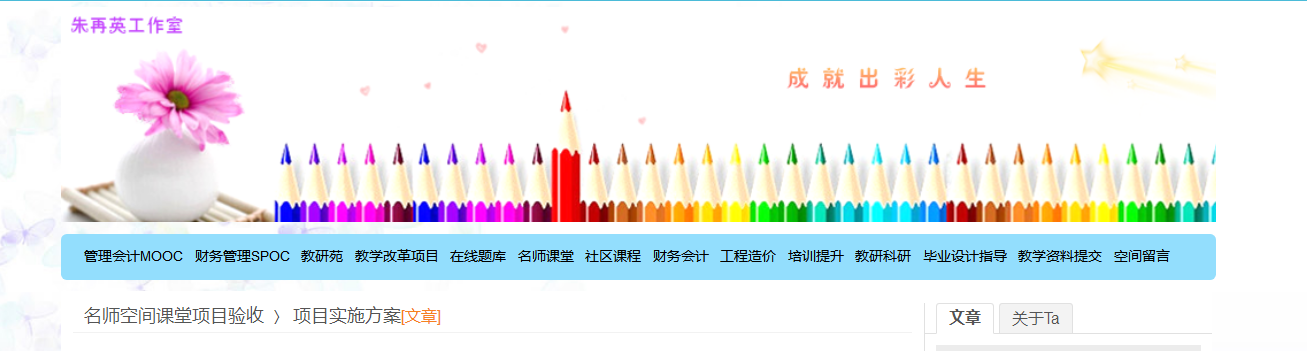 朱再英工作室
成就出彩人生
管理会计MOOC 财务管理SPOC 教研苑 教学改革项目 在线题库 名师课堂 社区课程 财务会计 工程造价 培训提升 教研科研 毕业设计指导 教学资料提交 空间留言
名师空间课堂项目验收 〉 项目实施方案[文章]
文章 关于Ta